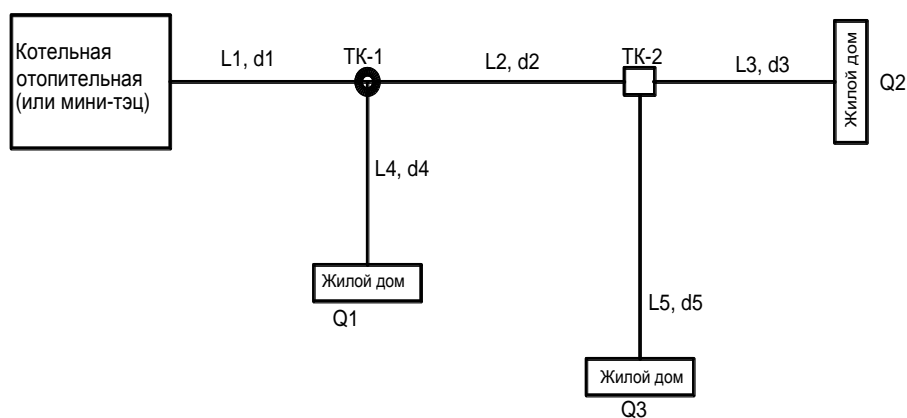 Котельная
отопительная
(или мини-тэц)
L1, d1
ТК-1
L2, d2
ТК-2
L3, d3
Жилой дом
Q2
L4, d4
Жилой дом
Q1
L5, d5
Жилой дом
Q3